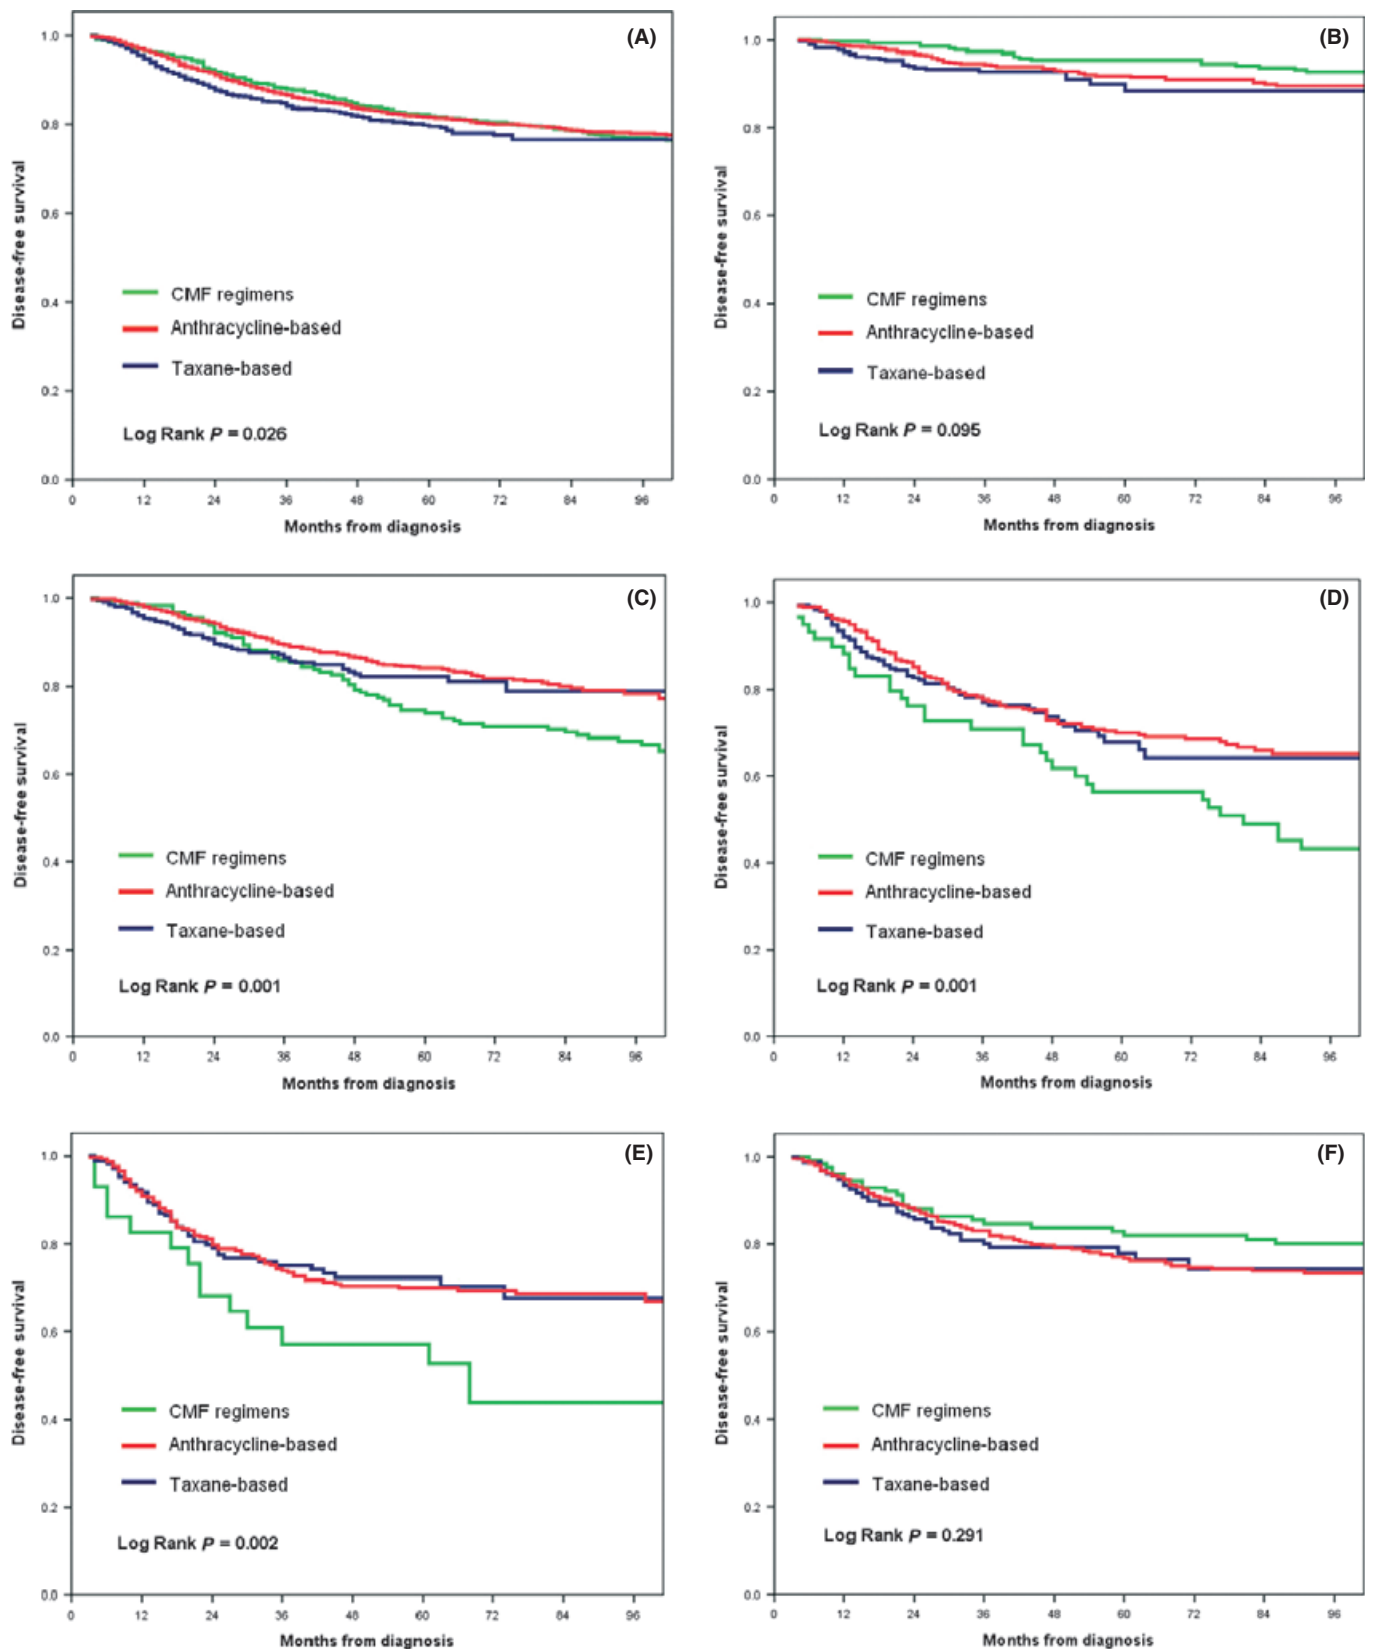 (A)
1.0
0.8
0.6
0.4
0.2
0.0
Disease-free survival
CMF regimens
Anthracycline-based
Taxane-based
Log Rank P = 0.026
0 12 24 36 48 60 72 84 96
Months from diagnosis
(B)
1.0
0.8
0.6
0.4
0.2
0.0
Disease-free survival
CMF regimens
Anthracycline-based
Taxane-based
Log Rank P = 0.095
0 12 24 36 48 60 72 84 96
Months from diagnosis
(C)
1.0
0.8
0.6
0.4
0.2
0.0
Disease-free survival
CMF regimens
Anthracycline-based
Taxane-based
Log Rank P = 0.001
0 12 24 36 48 60 72 84 96
Months from diagnosis
(D)
1.0
0.8
0.6
0.4
0.2
0.0
Disease-free survival
CMF regimens
Anthracycline-based
Taxane-based
Log Rank P = 0.001
0 12 24 36 48 60 72 84 96
Months from diagnosis
(E)
1.0
0.8
0.6
0.4
0.2
0.0
Disease-free survival
CMF regimens
Anthracycline-based
Taxane-based
Log Rank P = 0.002
0 12 24 36 48 60 72 84 96
Months from diagnosis
(F)
1.0
0.8
0.6
0.4
0.2
0.0
Disease-free survival
CMF regimens
Anthracycline-based
Taxane-based
Log Rank P = 0.291
0 12 24 36 48 60 72 84 96
Months from diagnosis